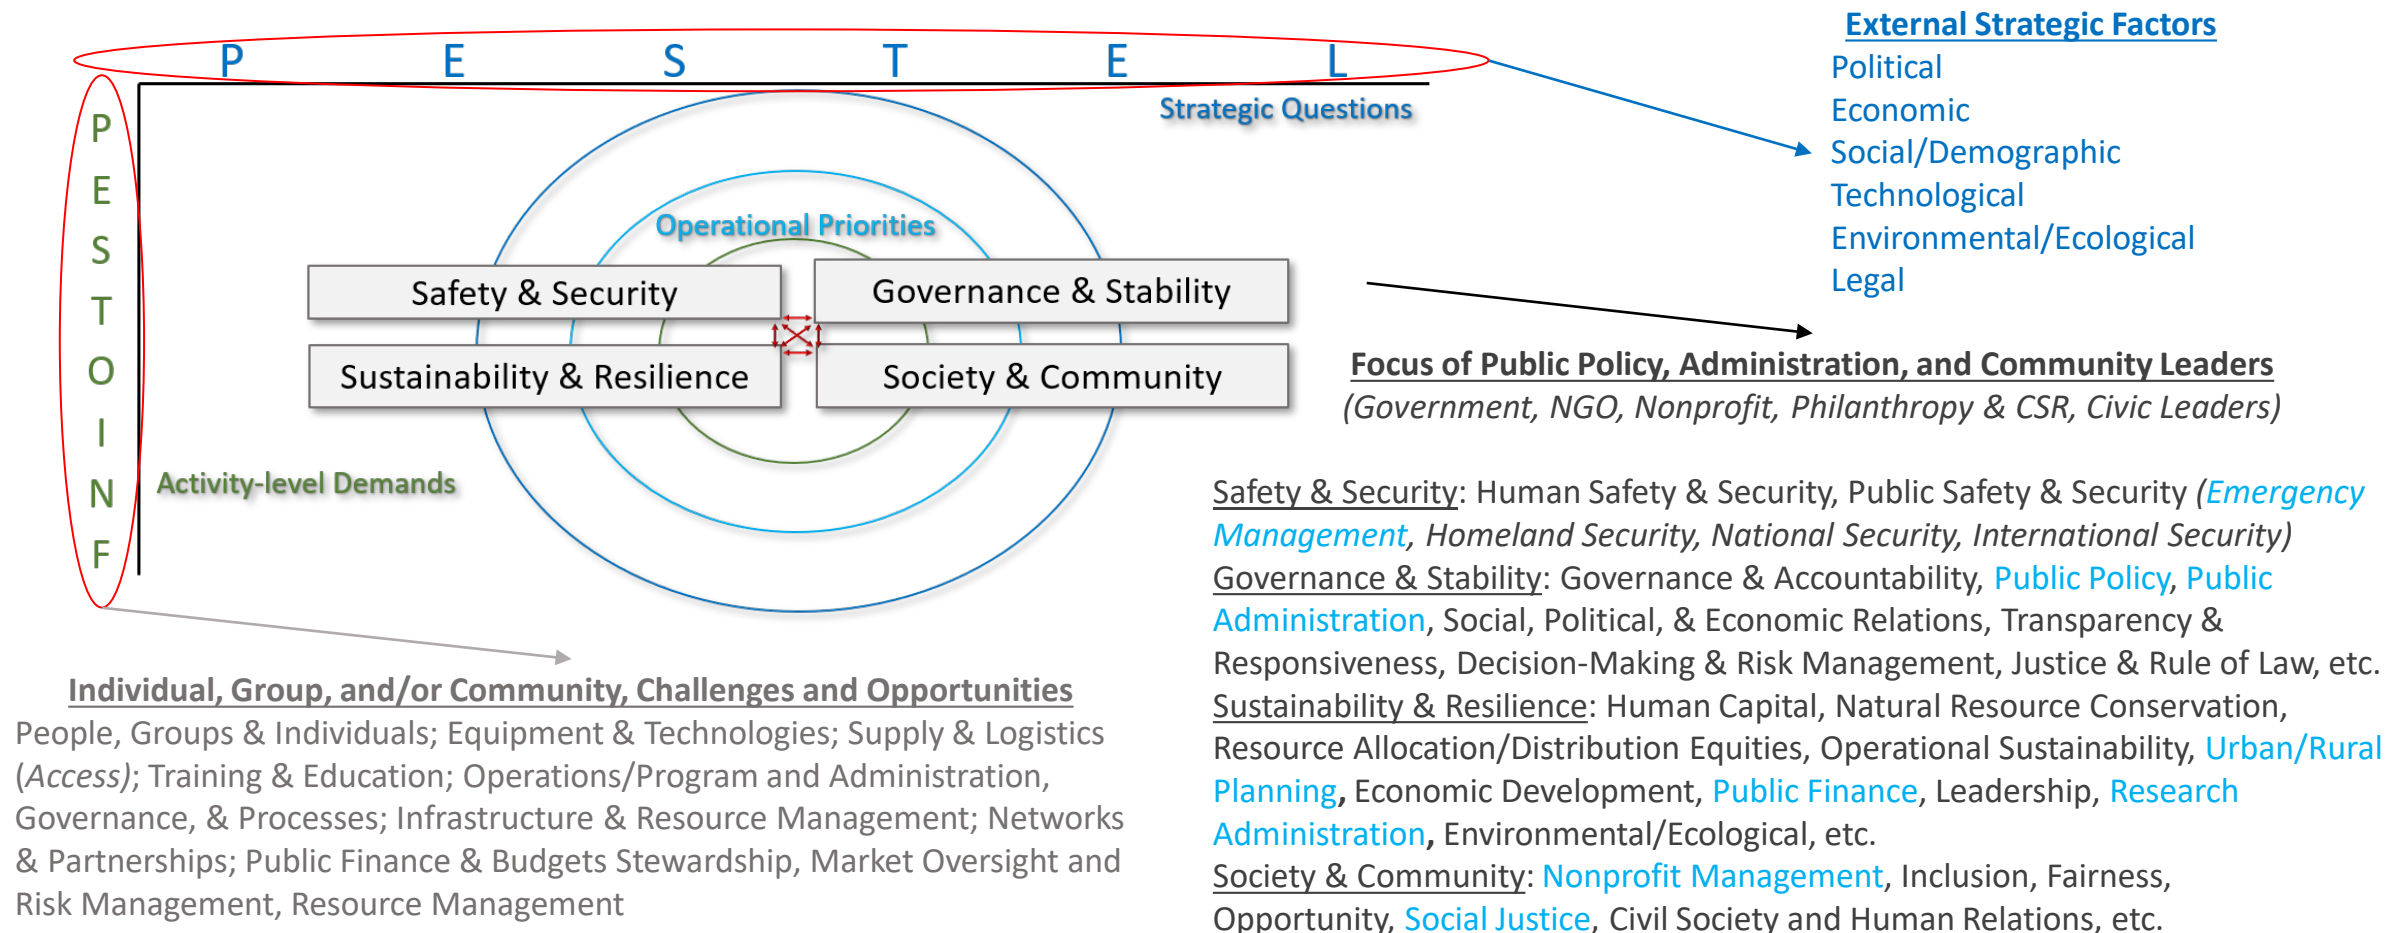 P E S T E L
P
E
S
T
O
I
N
F
Strategic Questions
Operational Priorities
Safety & Security
Governance & Stability
Sustainability & Resilience
Society & Community
Activity-level Demands
External Strategic Factors
Political
Economic
Social/Demographic
Technological
Environmental/Ecological
Legal
Focus of Public Policy, Administration, and Community Leaders
(Government, NGO, Nonprofit, Philanthropy & CSR, Civic Leaders)
Safety & Security: Human Safety & Security, Public Safety & Security (Emergency
Management, Homeland Security, National Security, International Security)
Governance & Stability: Governance & Accountability, Public Policy, Public
Administration, Social, Political, & Economic Relations, Transparency &
Responsiveness, Decision-Making & Risk Management, Justice & Rule of Law, etc.
Sustainability & Resilience: Human Capital, Natural Resource Conservation,
Resource Allocation/Distribution Equities, Operational Sustainability, Urban/Rural
Planning, Economic Development, Public Finance, Leadership, Research
Administration, Environmental/Ecological, etc.
Society & Community: Nonprofit Management, Inclusion, Fairness,
Opportunity, Social Justice, Civil Society and Human Relations, etc.
Individual, Group, and/or Community, Challenges and Opportunities
People, Groups & Individuals; Equipment & Technologies; Supply & Logistics
(Access); Training & Education; Operations/Program and Administration,
Governance, & Processes; Infrastructure & Resource Management; Networks
& Partnerships; Public Finance & Budgets Stewardship, Market Oversight and
Risk Management, Resource Management